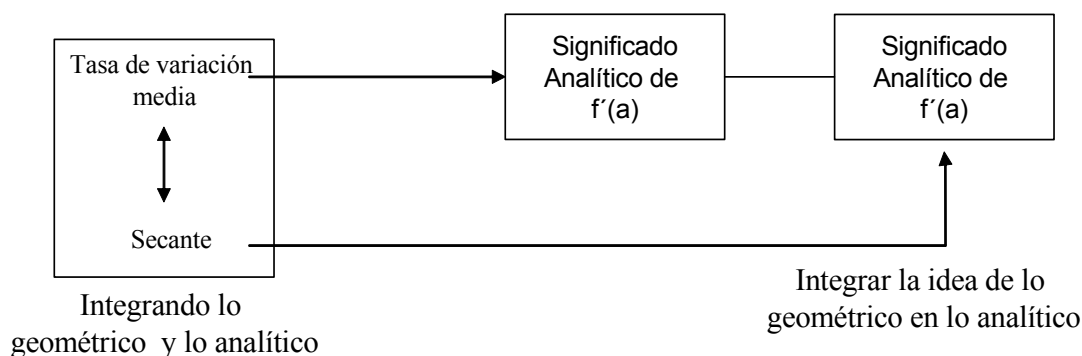 Tasa de variación
media
Secante
Significado
Analítico de
f´(a)
Significado
Analítico de
f´(a)
Integrando lo
geométrico y lo analítico
Integrar la idea de lo
geométrico en lo analítico